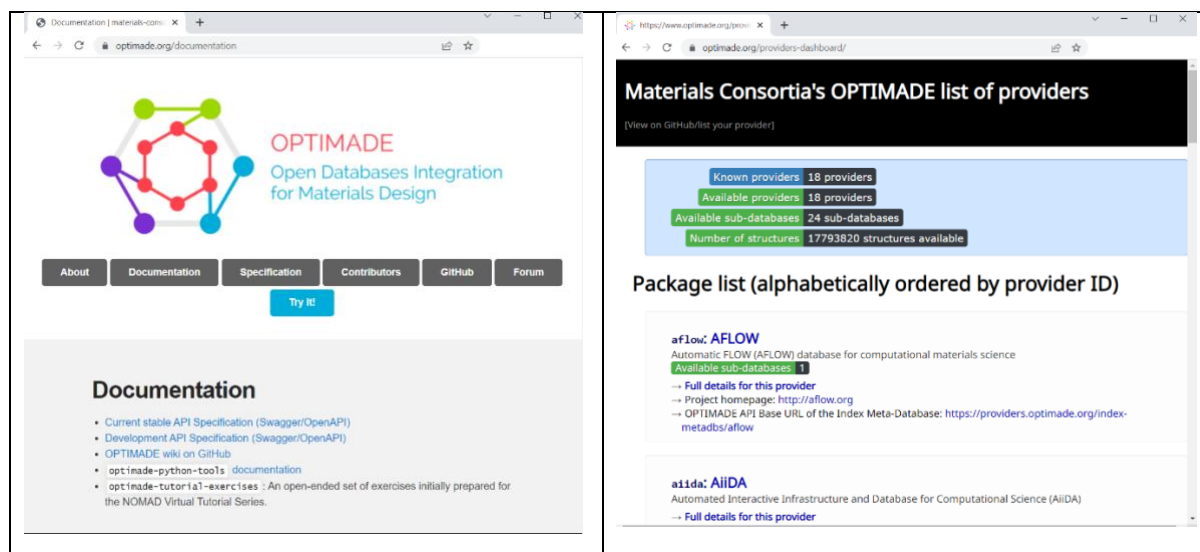 Documentation | materials-cons
optimade.org/documentation
OPTIMADE
Open Databases Integration
for Materials Design
About Documentation Specification Contributors GitHub Forum
Try It!
Documentation
Current stable API Specification (Swagger/OpenAPI)
Development API Specification (Swagger/OpenAPI)
OPTIMADE wiki on GitHub
optimade-python-tools documentation
optimade-tutorial-exercises : An open-ended set of exercises initially prepared for
the NOMAD Virtual Tutorial Series.
https://www.optimade.org/provi
optimade.org/providers-dashboard/
Materials Consortia's OPTIMADE list of providers
[View on GitHub/list your provider]
Known providers 18 providers
Available providers 18 providers
Available sub-databases 24 sub-databases
Number of structures 17793820 structures available
Package list (alphabetically ordered by provider ID)
aflow: AFLOW
Automatic FLOW (AFLOW) database for computational materials science
Available sub-databases 1
→ Full details for this provider
→ Project homepage: http://aflow.org
→ OPTIMADE API Base URL of the Index Meta-Database: https://providers.optimade.org/index-
metadbs/aflow
aiida: AiiDA
Automated Interactive Infrastructure and Database for Computational Science (AiiDA)
→ Full details for this provider